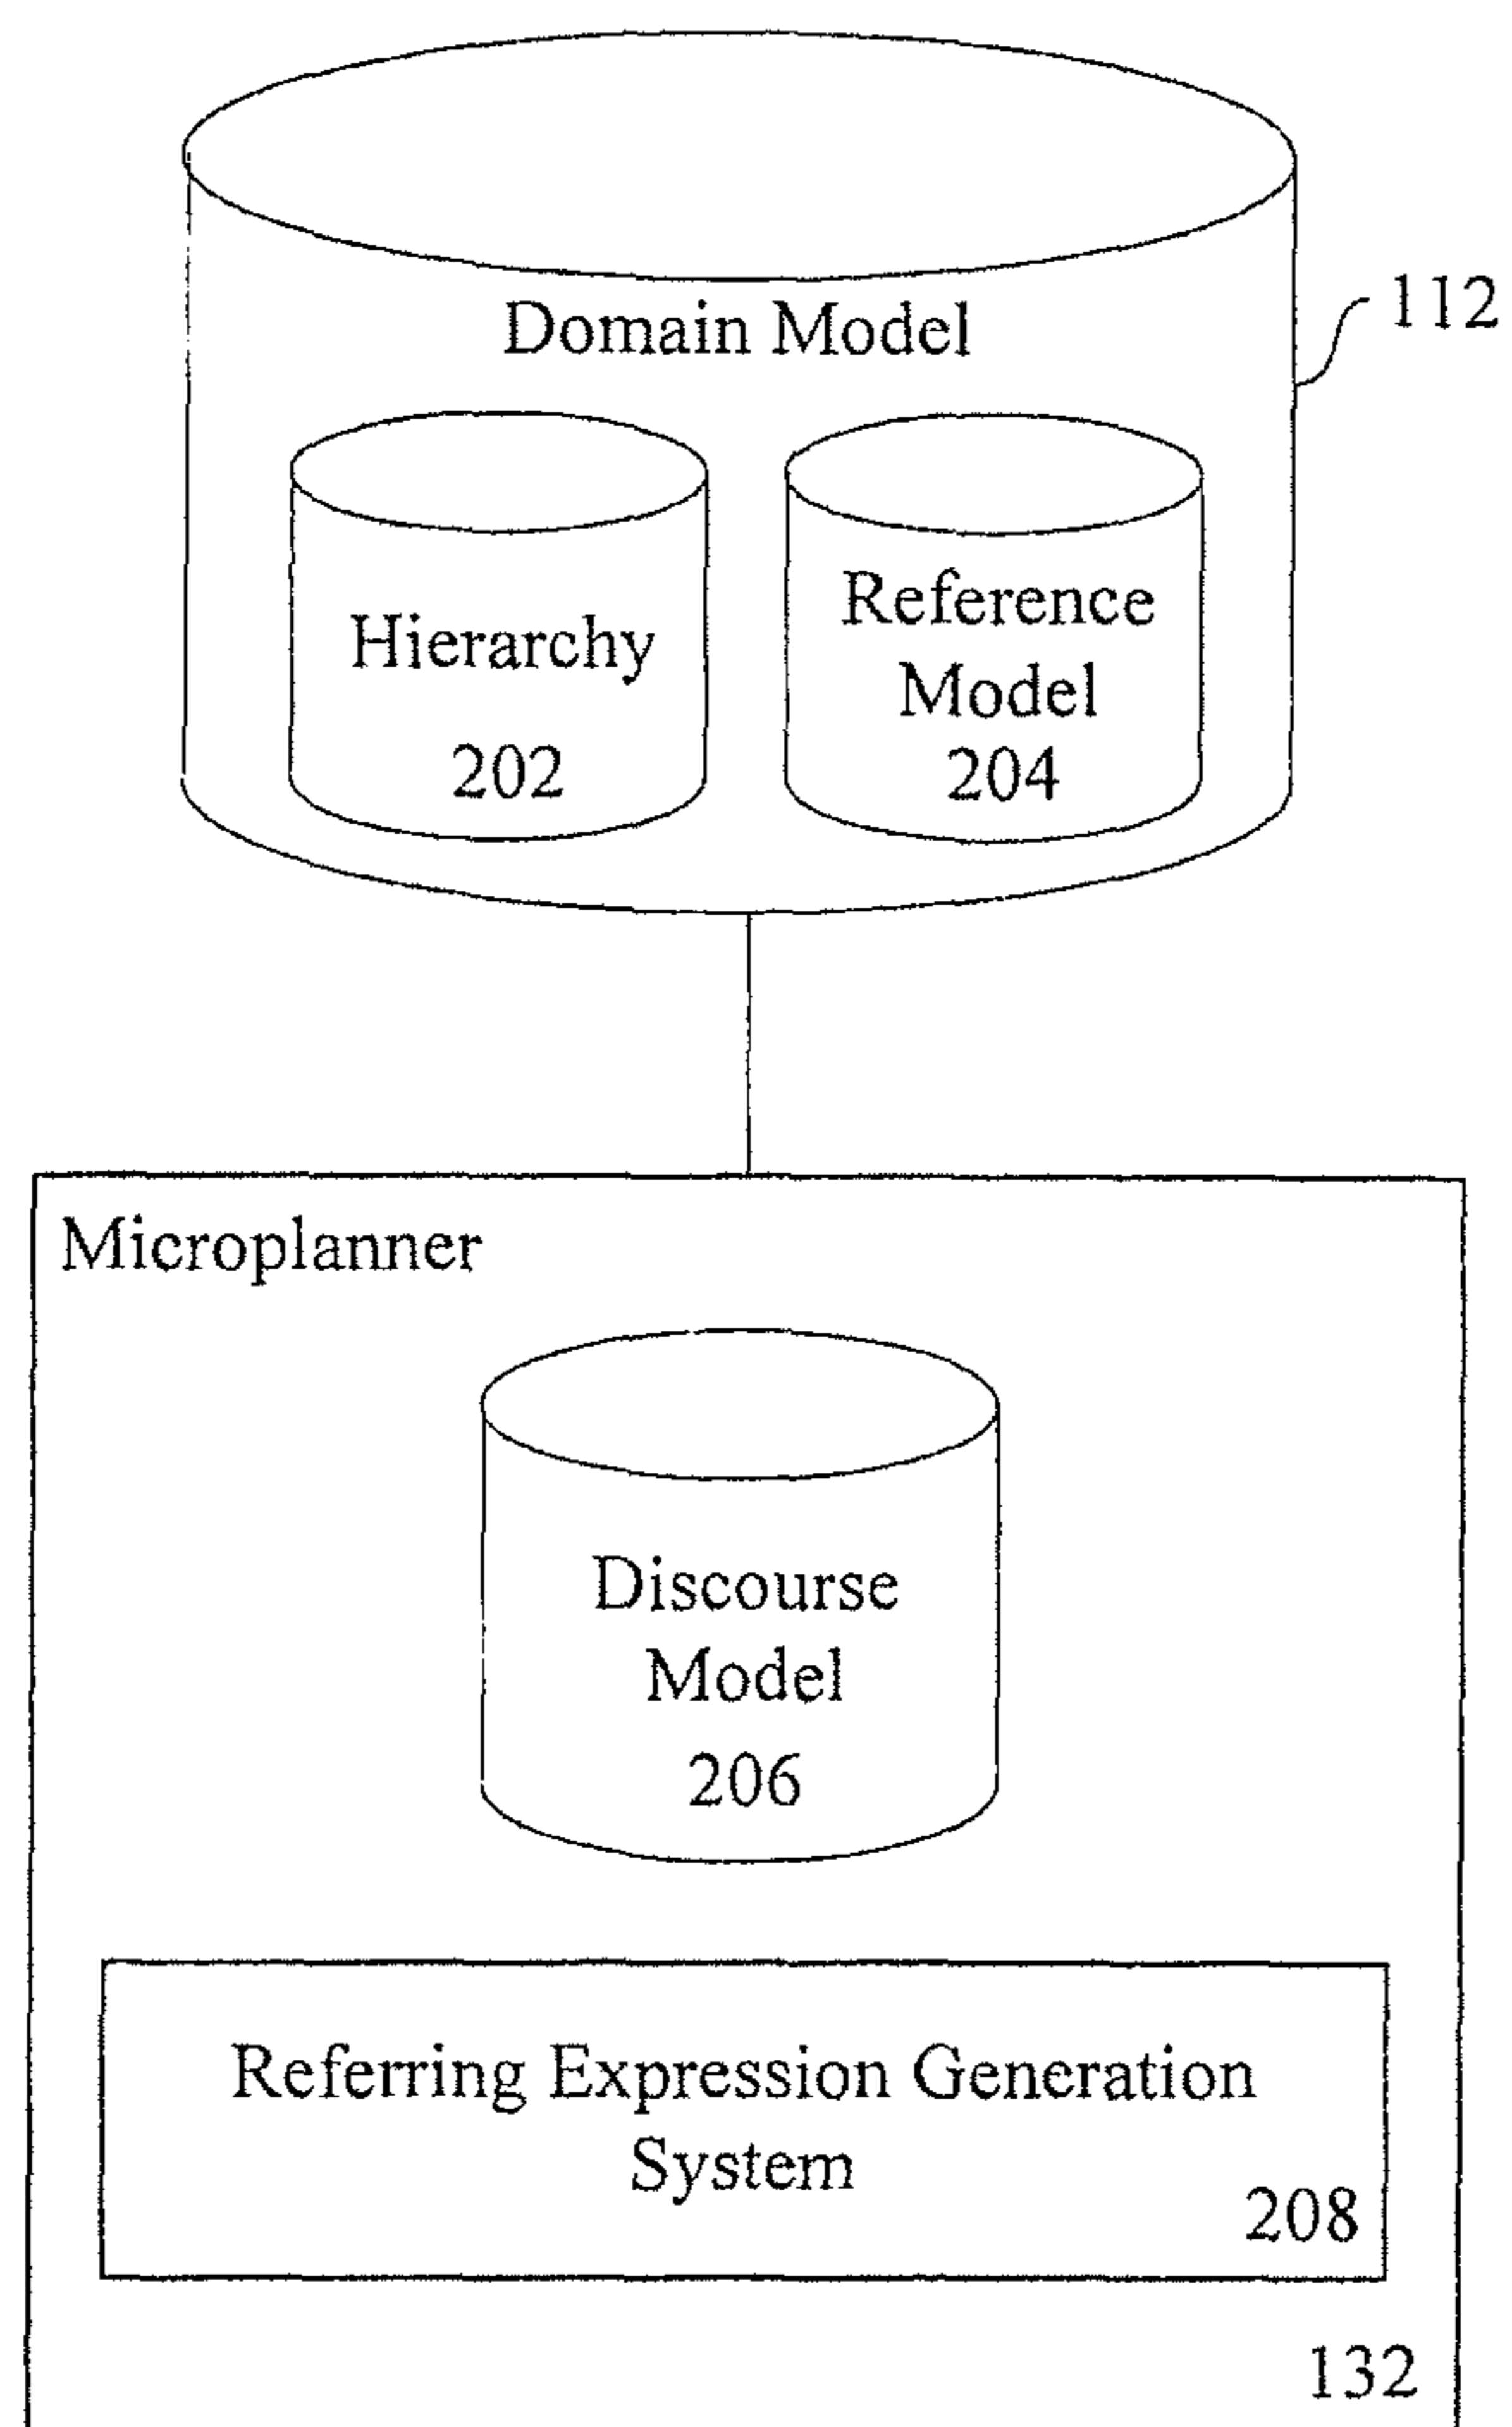 Domain Model
112
Hierarchy
202
Reference
Model
204
Microplanner
Discourse
Model
206
Referring Expression Generation
System
208
132